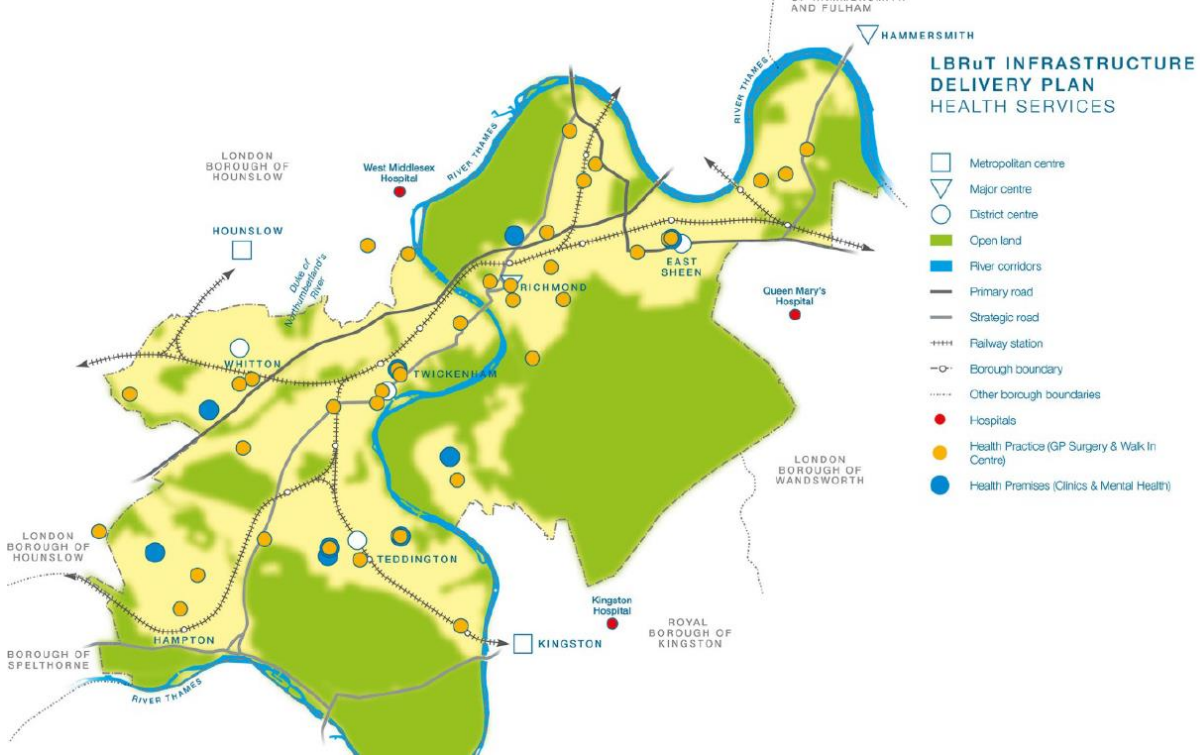 AND FULHAM
HAMMERSMITH
LBRuT INFRASTRUCTURE
DELIVERY PLAN
HEALTH SERVICES
RIVER THAMES
RIVER THAMES
LONDON
BOROUGH OF
HOUNSLOW
West Middlesex
Hospital
Metropolitan centre
Major centre
District centre
Open land
River corridors
Primary road
Strategic road
Railway station
Borough boundary
Other borough boundaries
Hospitals
Health Practice (GP Surgery & Walk In
Centre)
Health Premises (Clinics & Mental Health)
HOUNSLOW
Duke of
Northumberland's
River
EAST
SHEEN
RICHMOND
Queen Mary's
Hospital
WHITTON
TWICKENHAM
LONDON
BOROUGH OF
WANDSWORTH
LONDON
BOROUGH OF
HOUNSLOW
TEDDINGTON
Kingston
Hospital
HAMPTON
ROYAL
BOROUGH OF
KINGSTON
KINGSTON
BOROUGH OF
SPELTHORNE
RIVER THAMES